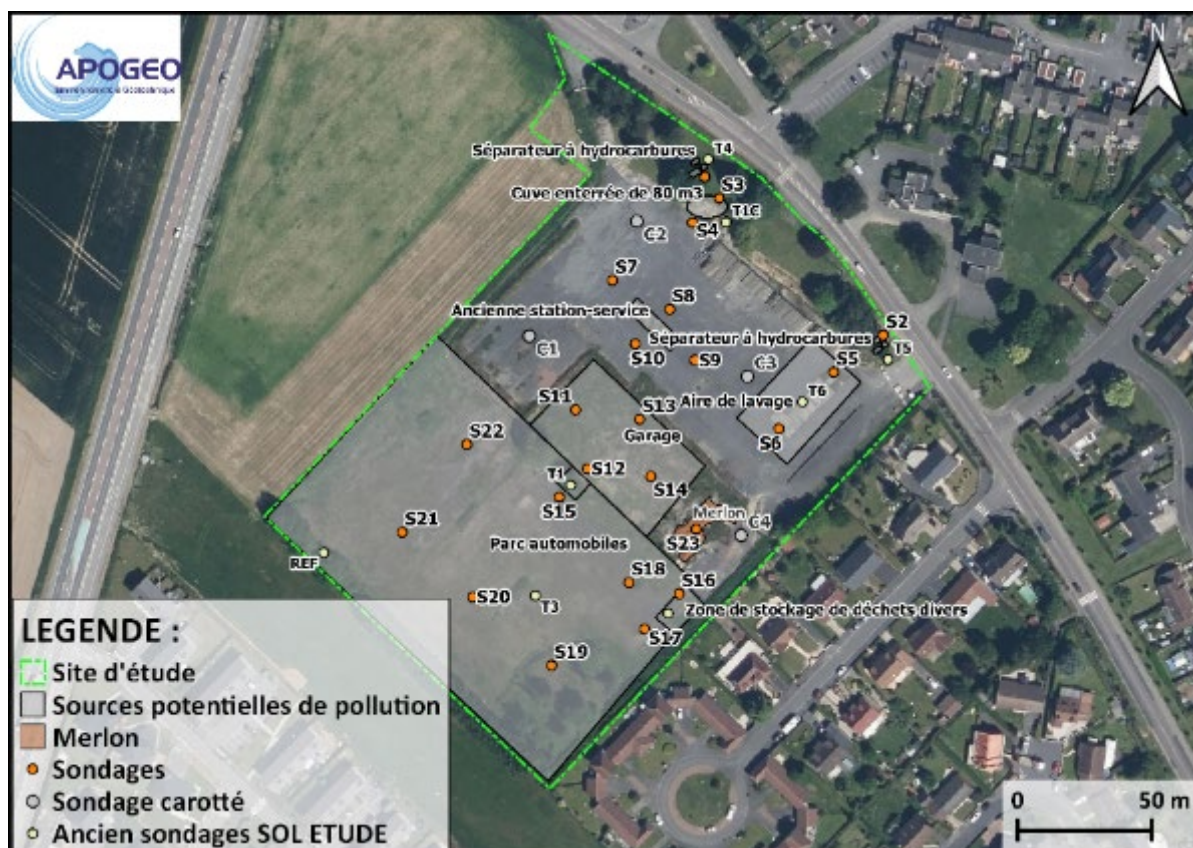 APOGEO
N
Séparateur à hydrocarbures
T4
S3
Cuve enterrée de 80 m3
T1C
C2
S4
S7
S8
Ancienne station-service
S2
Séparateur à hydrocarbures
T5
C1
S10
S9
C3
S5
Aire de lavage
T6
S11
S13
Garage
S6
S22
S12
T1
S14
S15
Merlon
C4
S21
Parc automobiles
S23
REF
S18
S16
S20
T3
Zone de stockage de déchets divers
S17
S19
LEGENDE :
Site d'étude
Sources potentielles de pollution
Merlon
Sondages
Sondage carotté
Ancien sondages SOL ETUDE
0 50 m